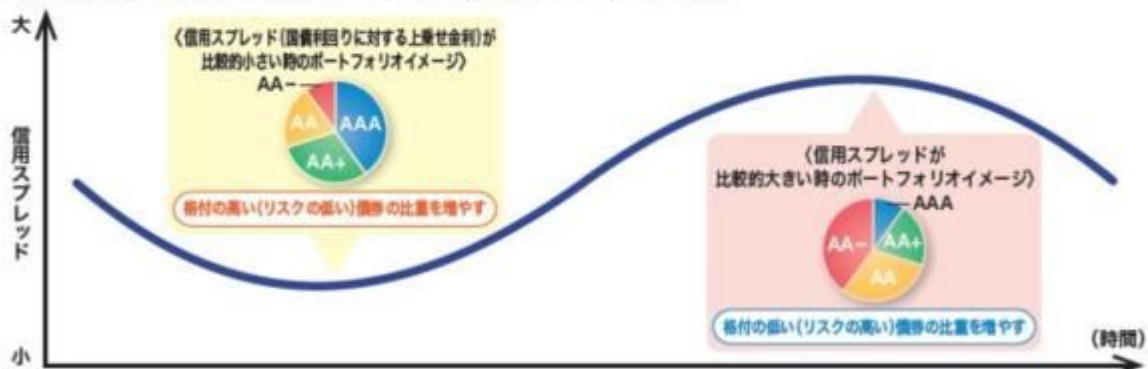 大
信用スプレッド
小
〈信用スプレッド(国債利回りに対する上乗せ金利)が
比較的小さい時のポートフォリオイメージ〉
AA-
AA
AAA
AA+
格付の高い(リスクの低い)債券の比重を増やす
〈信用スプレッドが
比較的大きい時のポートフォリオイメージ〉
AAA
AA-
AA+
AA
格付の低い(リスクの高い)債券の比重を増やす
(時間)